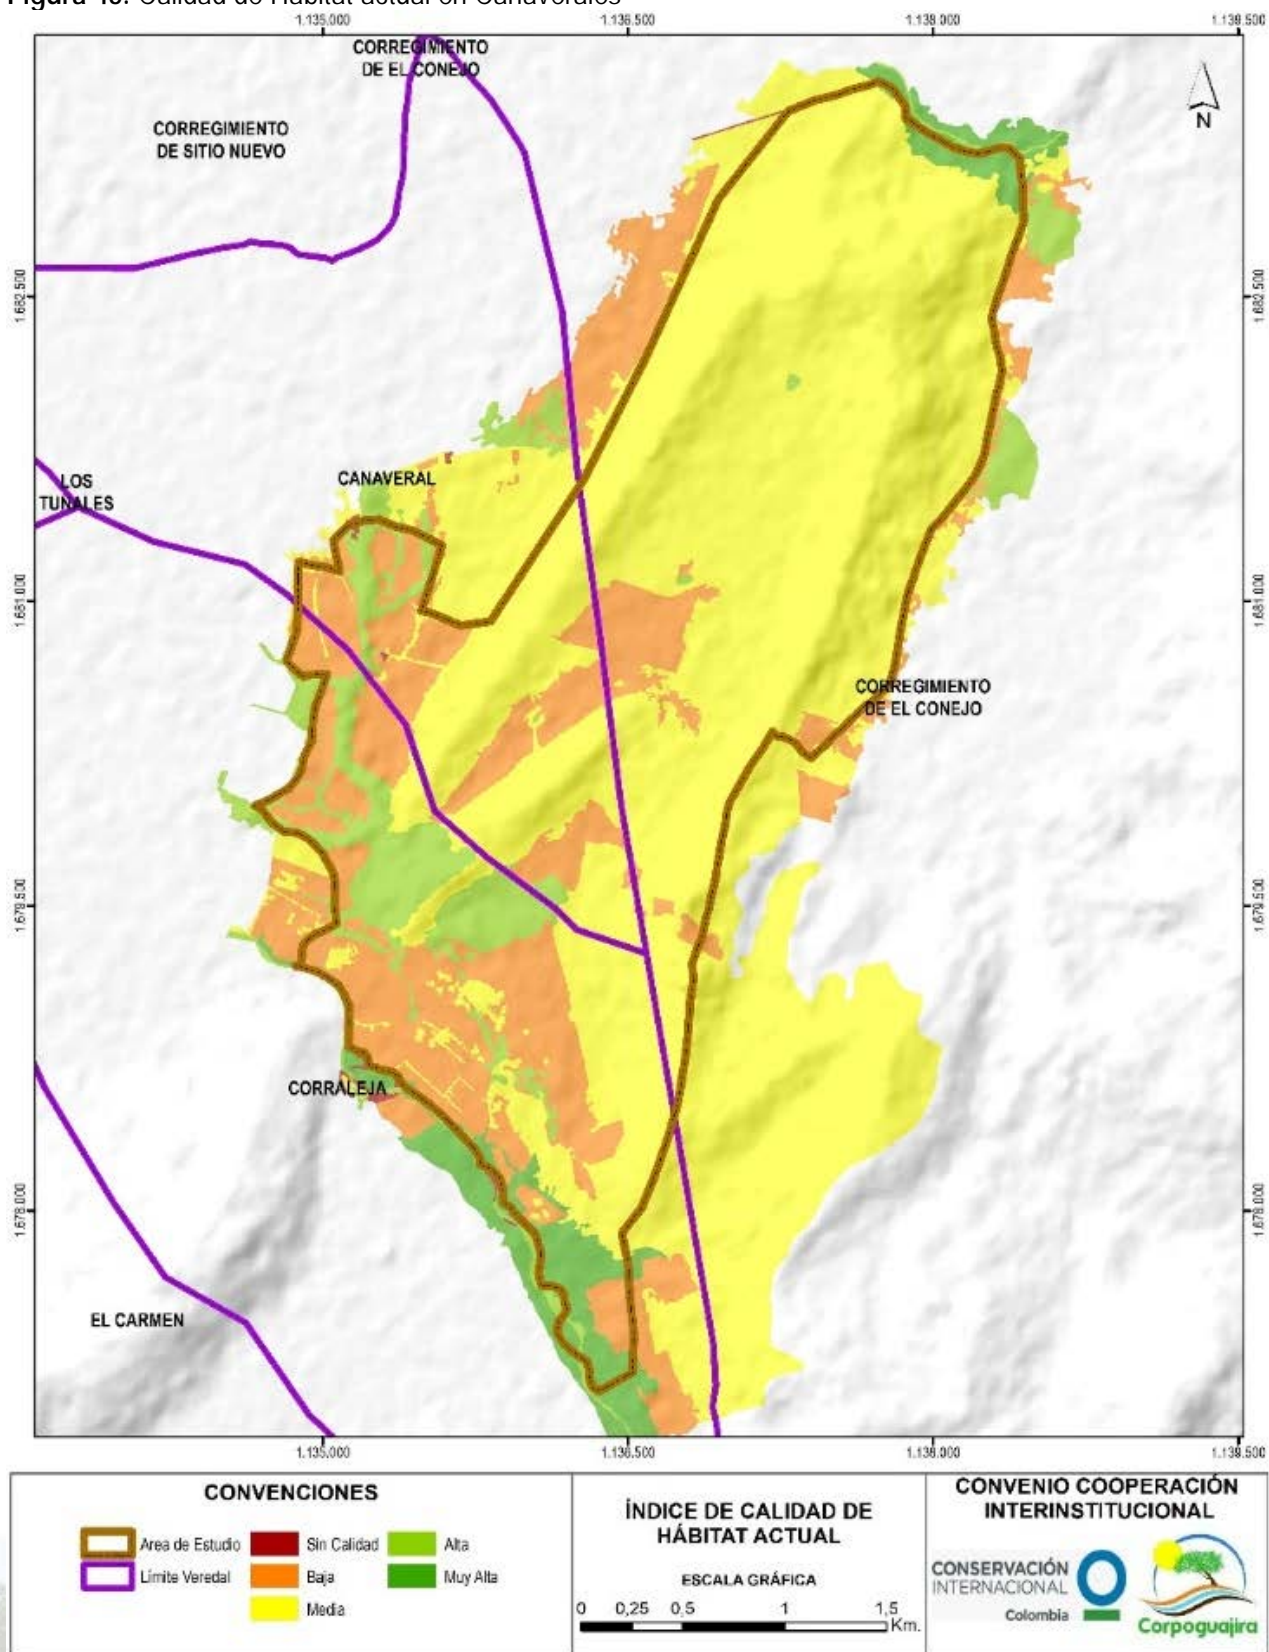 Figura 48. Calidad de Hábitat actual en Cañaverales
1.135.000 1.136.500 1.138.000 1.139.500
CORREGIMIENTO
DE EL CONEJO
CORREGIMIENTO
DE SITIO NUEVO
N
1.682.500 1.682.500
LOS
TUNALES
CANAVERAL
1.681.000 1.681.000
CORREGIMIENTO
DE EL CONEJO
1.679.500 1.679.500
CORRALEJA
1.678.000 1.678.000
EL CARMEN
1.135.000 1.136.500 1.138.000 1.139.500
CONVENCIONES
Area de Estudio
Límite Veredal
Sin Calidad
Baja
Media
Alta
Muy Alta
ÍNDICE DE CALIDAD DE
HÁBITAT ACTUAL
ESCALA GRÁFICA
0 0,25 0,5 1 1,5
Km.
CONVENIO COOPERACIÓN
INTERINSTITUCIONAL
CONSERVACIÓN
INTERNACIONAL
Colombia
Corpoguajira